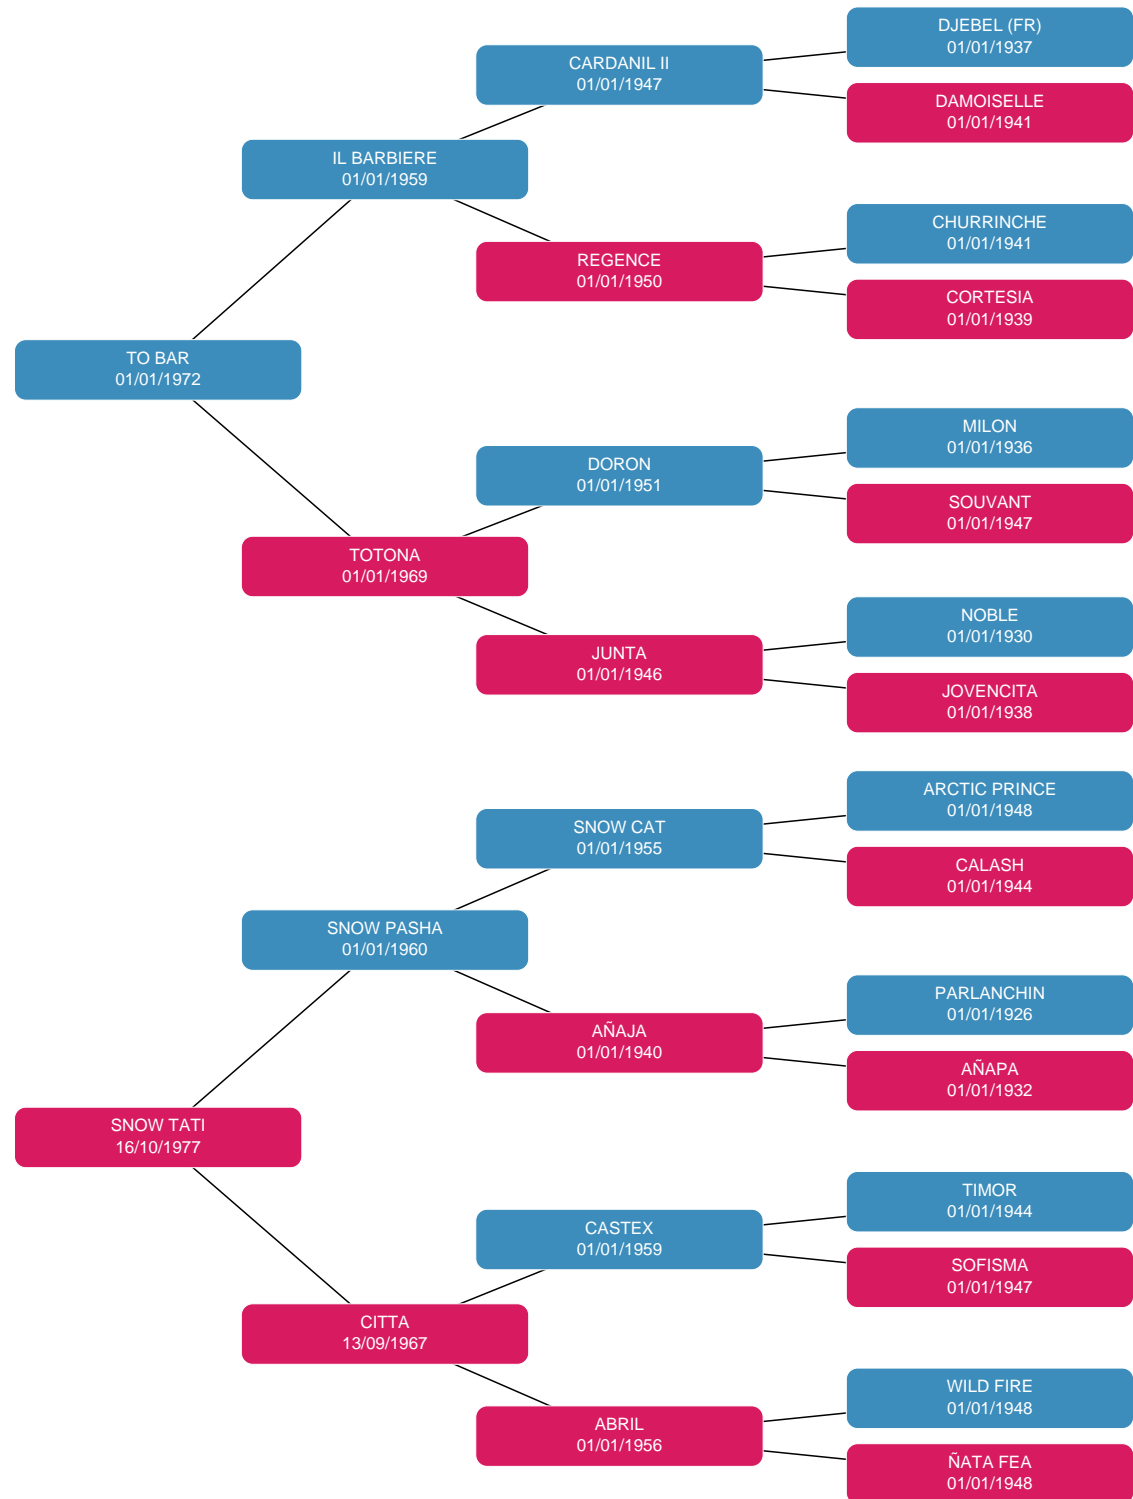 DJEBEL (FR)
01/01/1937
CARDANIL II
01/01/1947
DAMOISELLE
01/01/1941
IL BARBIERE
01/01/1959
CHURRINCHE
01/01/1941
REGENCE
01/01/1950
CORTESIA
01/01/1939
TO BAR
01/01/1972
MILON
01/01/1936
DORON
01/01/1951
SOUVANT
01/01/1947
TOTONA
01/01/1969
NOBLE
01/01/1930
JUNTA
01/01/1946
JOVENCITA
01/01/1938
ARCTIC PRINCE
01/01/1948
SNOW CAT
01/01/1955
CALASH
01/01/1944
SNOW PASHA
01/01/1960
PARLANCHIN
01/01/1926
AÑAJA
01/01/1940
AÑAPA
01/01/1932
SNOW TATI
16/10/1977
TIMOR
01/01/1944
CASTEX
01/01/1959
SOFISMA
01/01/1947
CITTA
13/09/1967
WILD FIRE
01/01/1948
ABRIL
01/01/1956
ÑATA FEA
01/01/1948